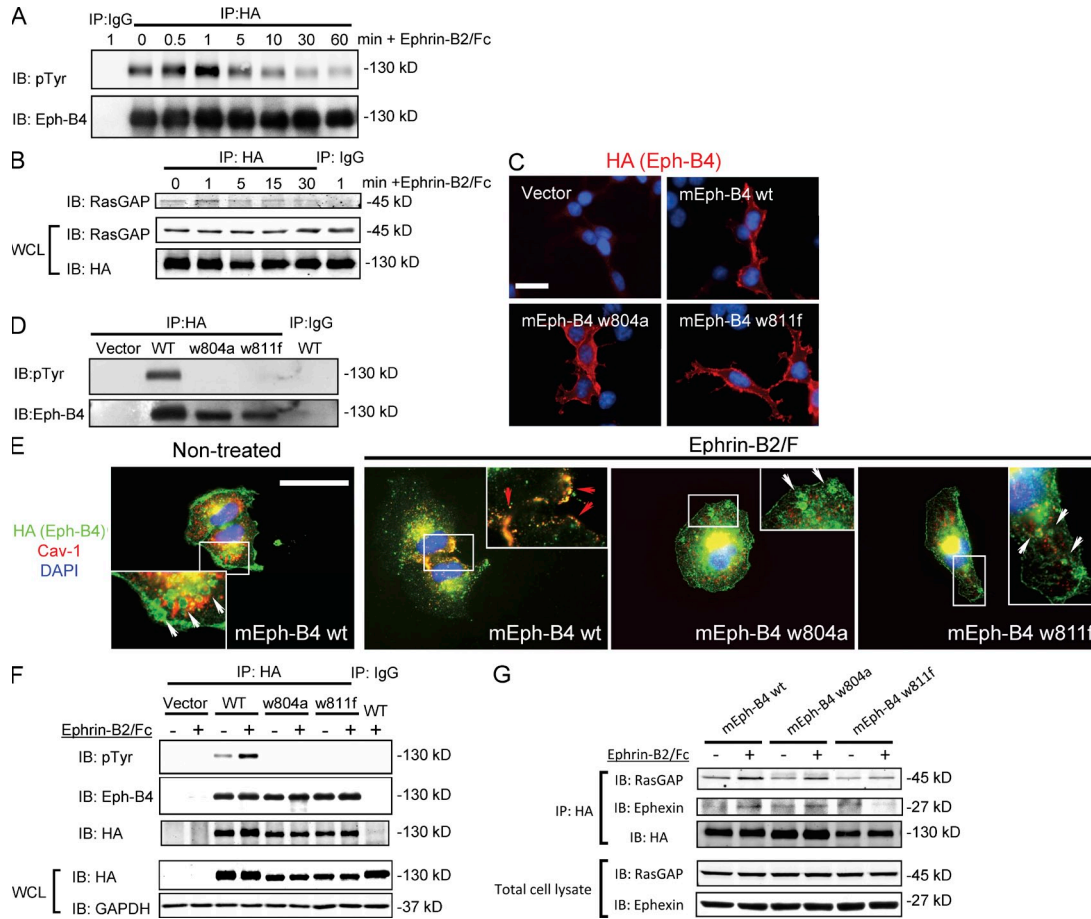 A
IP:IgG IP:HA
1 0 0.5 1 5 10 30 60 min + Ephrin-B2/Fc
IB: pTyr -130 kD
IB: Eph-B4 -130 kD
B
IP: HA IP: IgG
0 1 5 15 30 1 min +Ephrin-B2/Fc
IB: RasGAP -45 kD
WCL
IB: RasGAP -45 kD
IB: HA -130 kD
C
HA (Eph-B4)
Vector
mEph-B4 wt
mEph-B4 w804a
mEph-B4 w811f
D
IP:HA IP:IgG
Vector WT w804a w811f WT
IB:pTyr -130 kD
IB:Eph-B4 -130 kD
E
Non-treated Ephrin-B2/F
HA (Eph-B4)
Cav-1
DAPI
mEph-B4 wt
mEph-B4 wt
mEph-B4 w804a
mEph-B4 w811f
F
IP: HA IP: IgG
Vector WT w804a w811f WT
Ephrin-B2/Fc - + - + - + - + +
IB: pTyr -130 kD
IB: Eph-B4 -130 kD
IB: HA -130 kD
WCL
IB: HA -130 kD
IB: GAPDH -37 kD
G
mEph-B4 wt mEph-B4 w804a mEph-B4 w811f
Ephrin-B2/Fc - + - + - +
IP: HA
IB: RasGAP -45 kD
IB: Ephexin -27 kD
IB: HA -130 kD
Total cell lysate
IB: RasGAP -45 kD
IB: Ephexin -27 kD